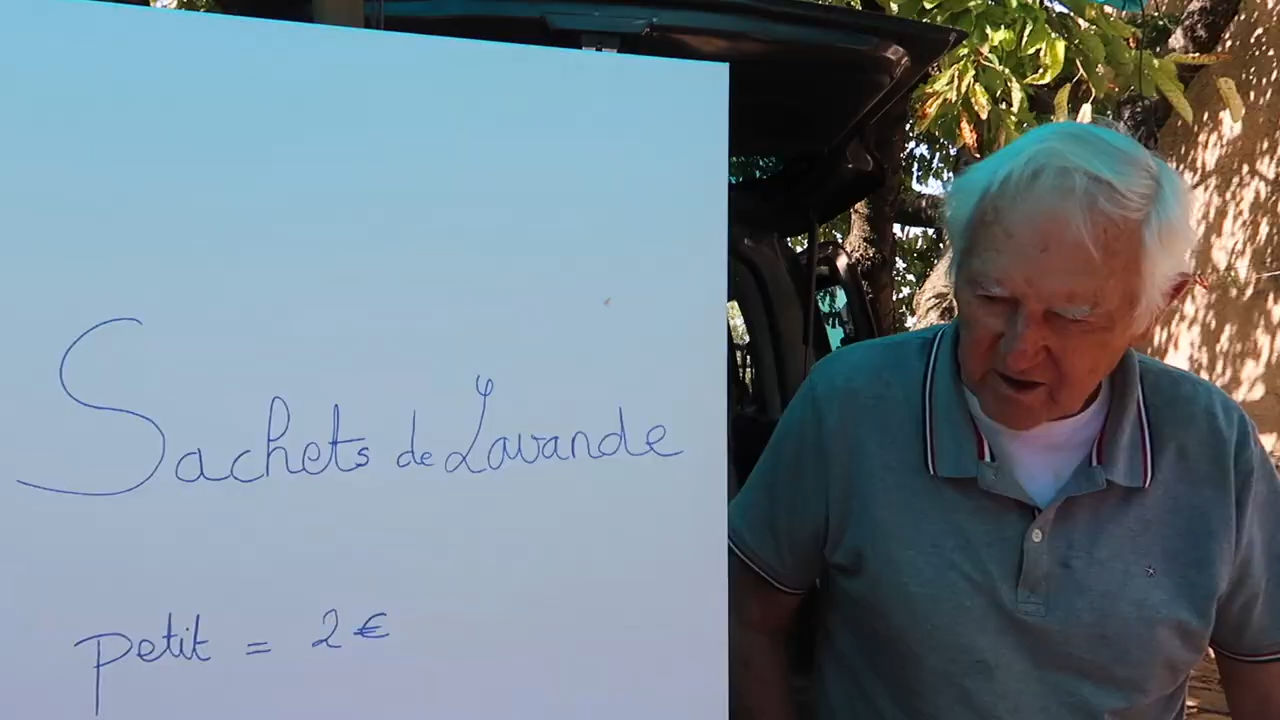 Sachets de Lavande
petit = 2 €